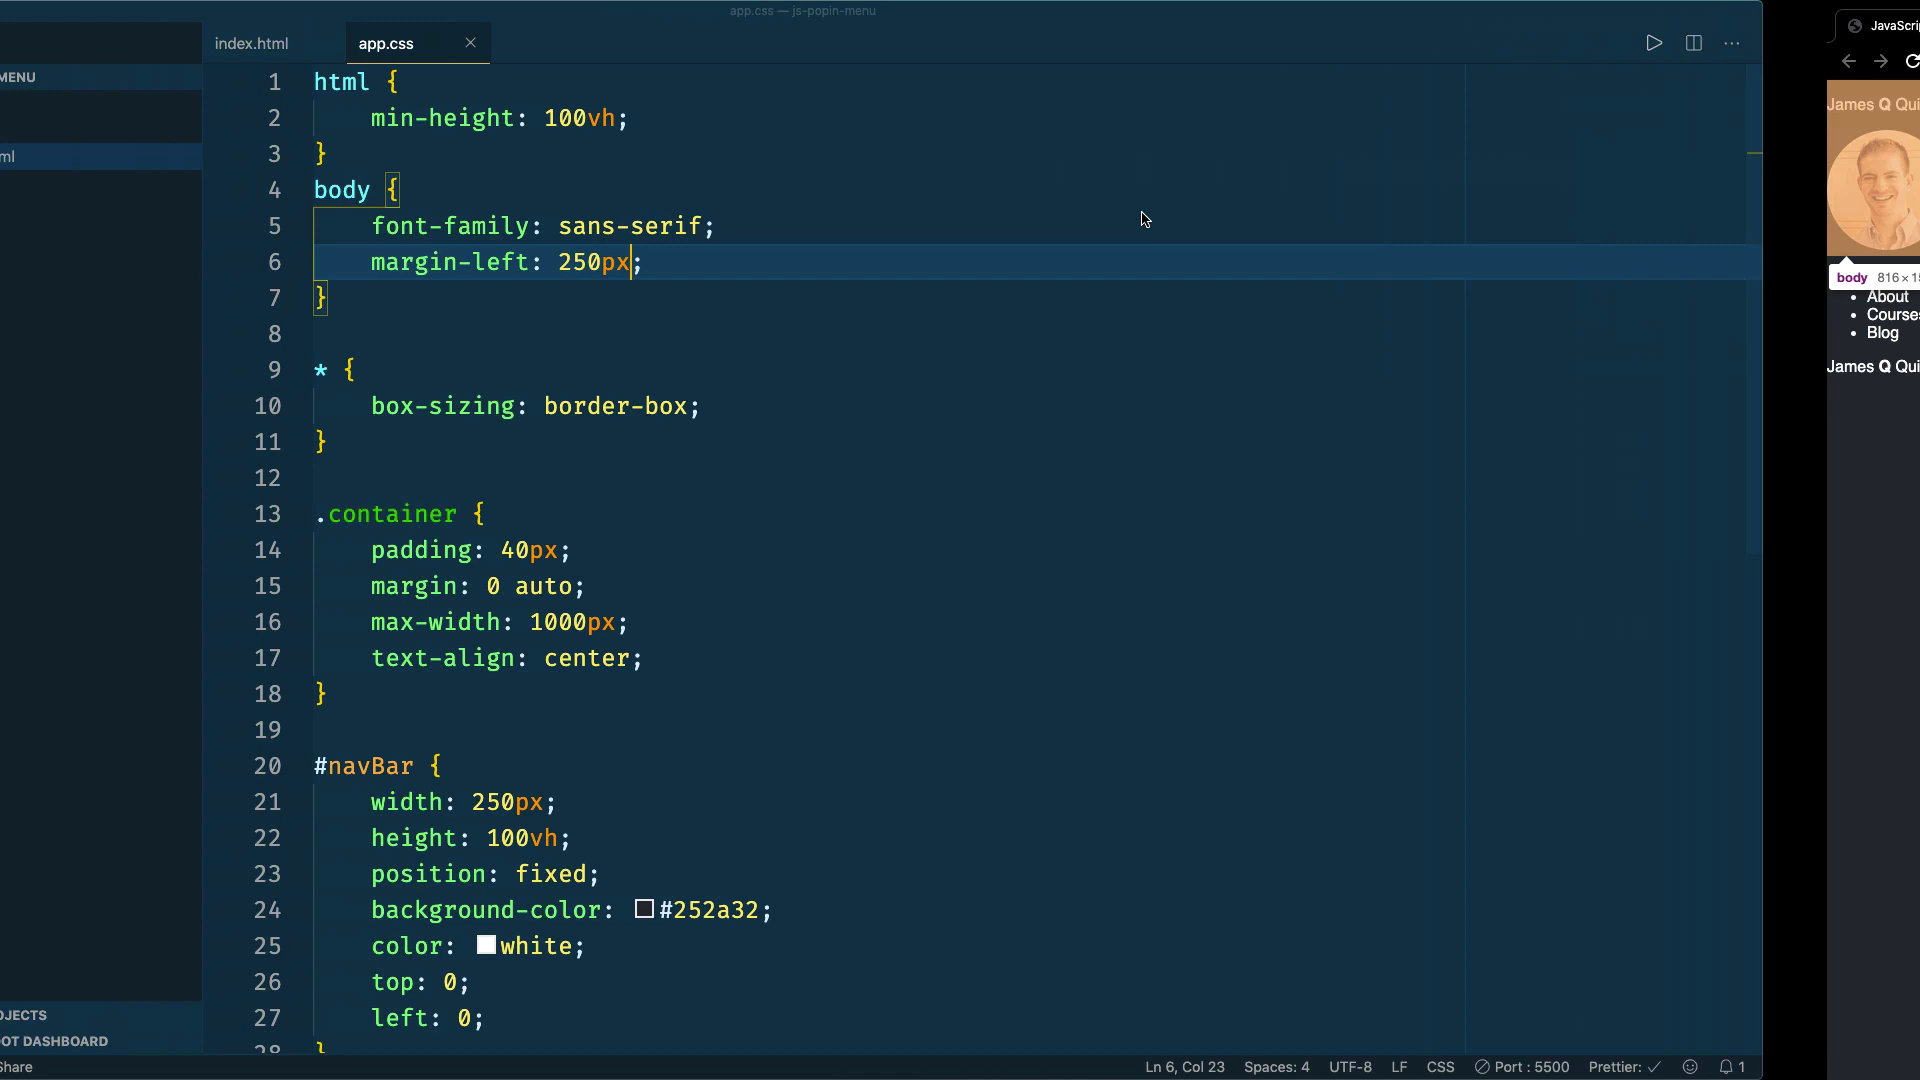 app.css — js-popin-menu
index.html
app.css
MENU
ml
1 html {
2 min-height: 100vh;
3 }
4 body {
5 font-family: sans-serif;
6 margin-left: 250px;
7 }
8
9 * {
10 box-sizing: border-box;
11 }
12
13 .container {
14 padding: 40px;
15 margin: 0 auto;
16 max-width: 1000px;
17 text-align: center;
18 }
19
20 #navBar {
21 width: 250px;
22 height: 100vh;
23 position: fixed;
24 background-color: #252a32;
25 color: white;
26 top: 0;
27 left: 0;
28 }
OJECTS
OT DASHBOARD
Share
Ln 6, Col 23 Spaces: 4 UTF-8 LF CSS Port : 5500 Prettier: ✓ 1
JavaScrip
James Q Qui
body 816×15
• About
• Courses
• Blog
James Q Qui